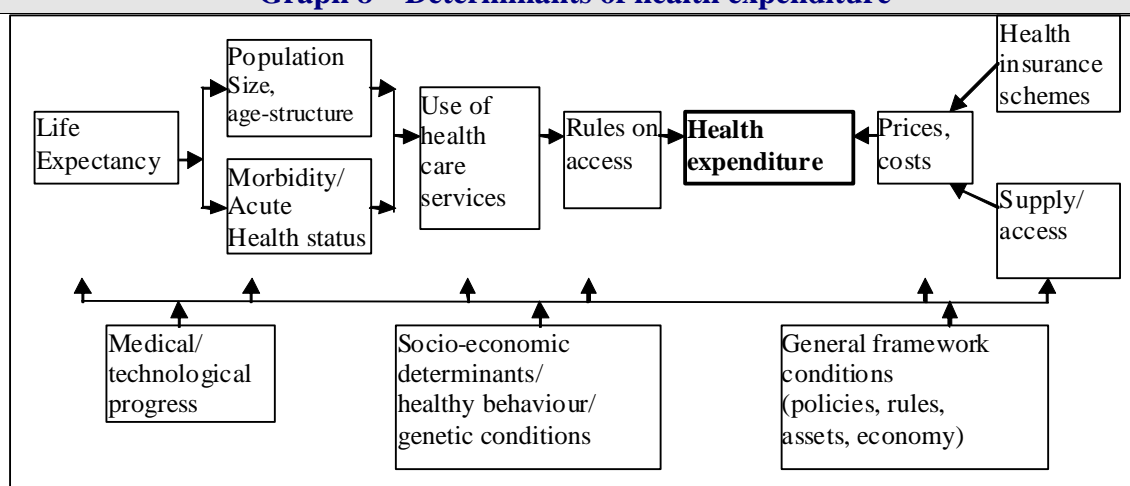 Graph 8 – Determinants of health expenditure
Life
Expectancy
Population
Size,
age-structure
Morbidity/
Acute
Health status
Use of
health
care
services
Rules on
access
Health
expenditure
Prices,
costs
Health
insurance
schemes
Supply/
access
Medical/
technological
progress
Socio-economic
determinants/
healthy behaviour/
genetic conditions
General framework
conditions
(policies, rules,
assets, economy)